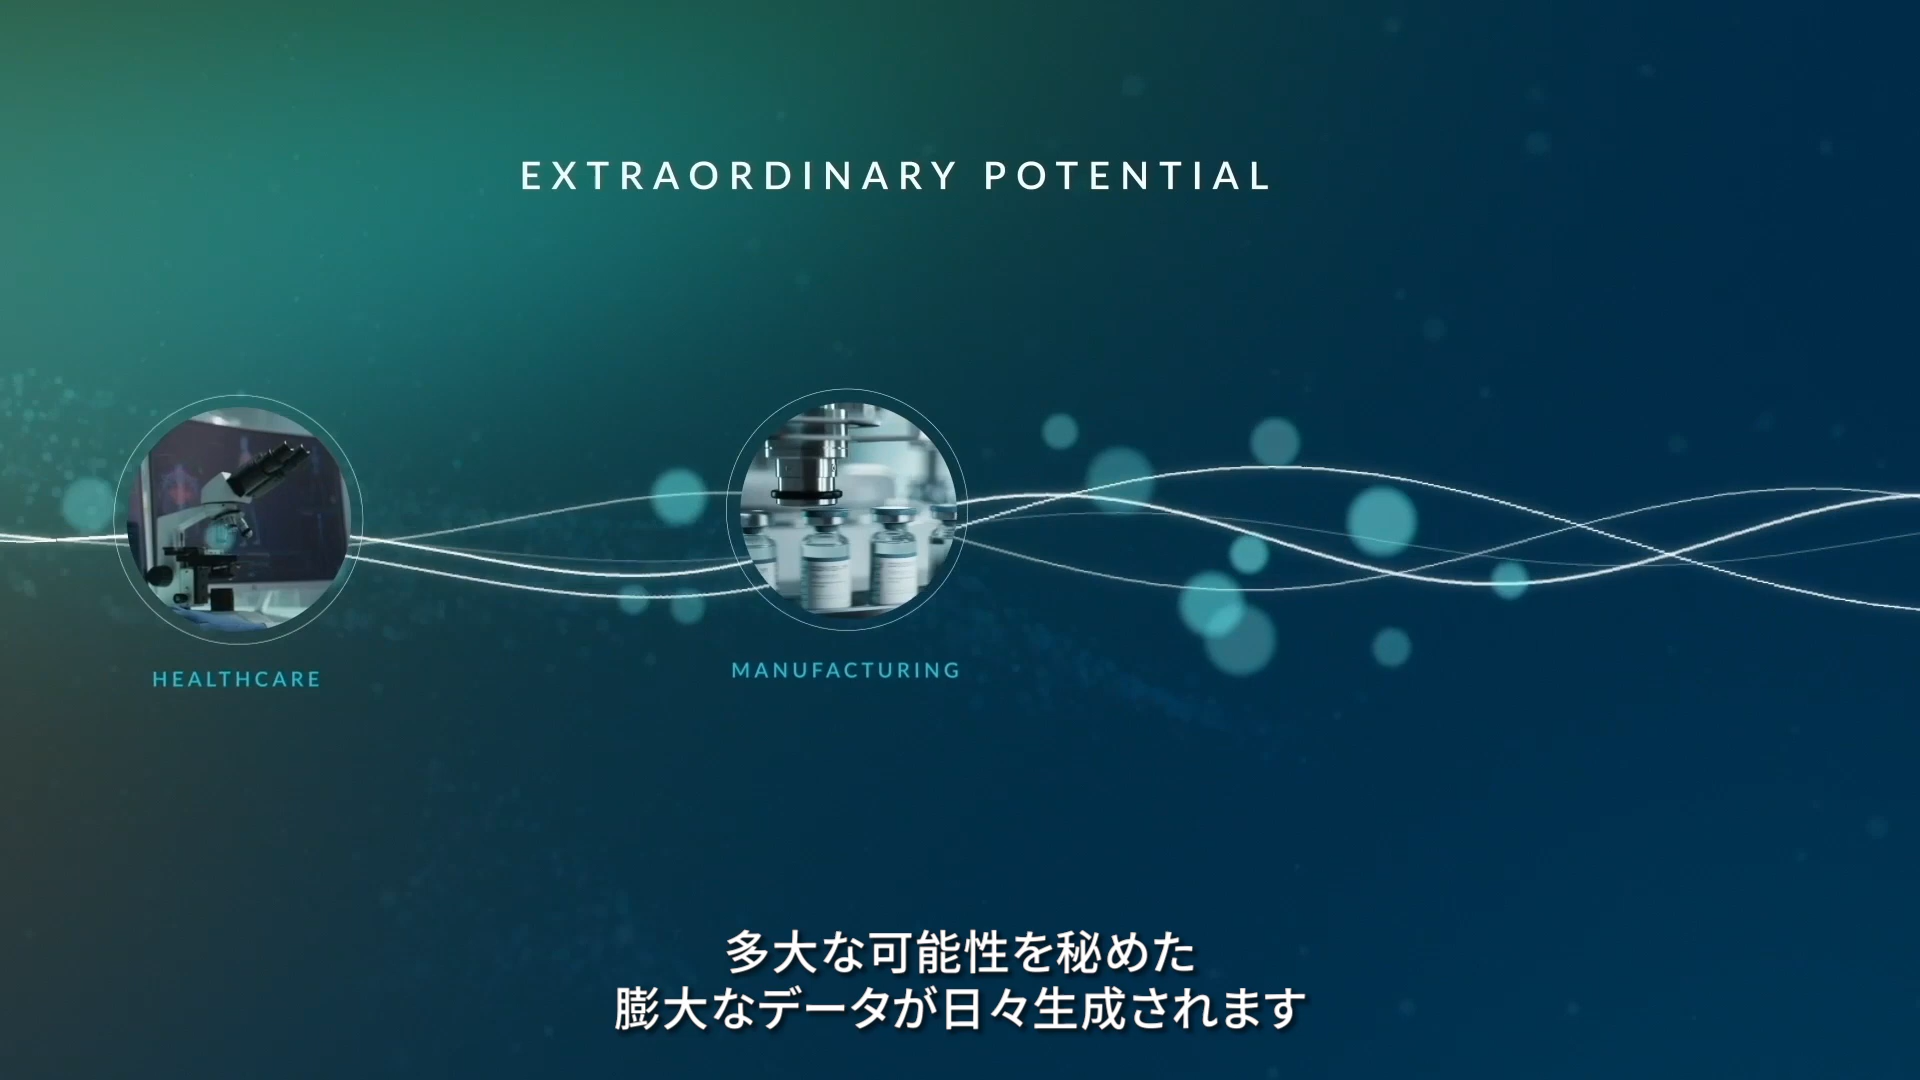 EXTRAORDINARY POTENTIAL
HEALTHCARE
MANUFACTURING
多大な可能性を秘めた
膨大なデータが日々生成されます